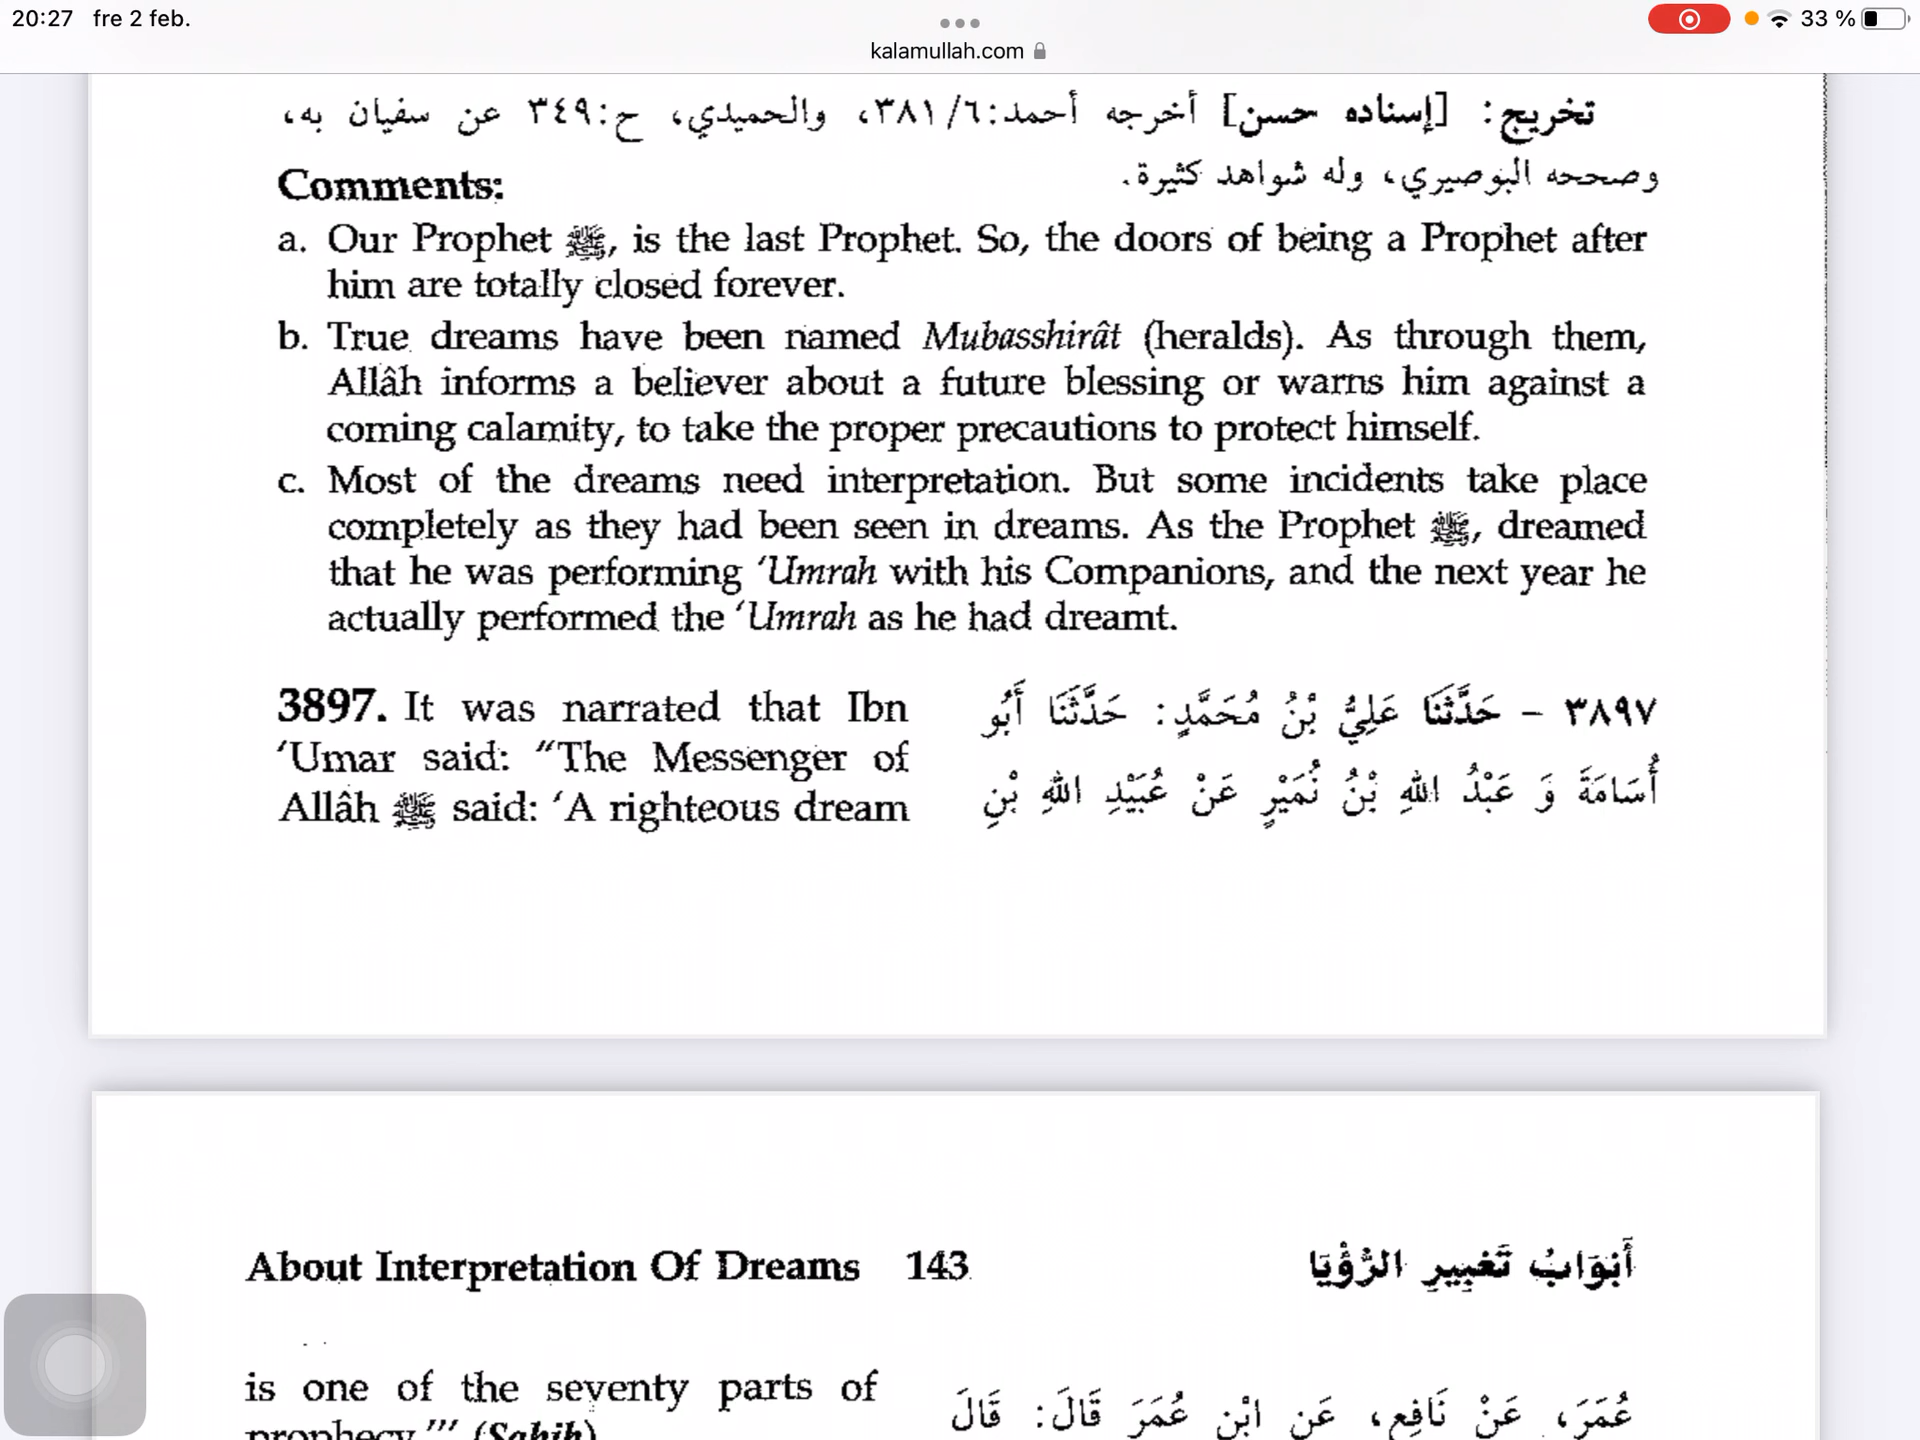 20:27 fre 2 feb.
33 %
kalamullah.com
تخريج: [إسناده حسن] أخرجه أحمد:٦/ ٣٨١، والحميدي، ح:٣٤٩ عن سفيان به،
وصححه البوصيري، وله شواهد كثيرة.
Comments:
a. Our Prophet ﷺ, is the last Prophet. So, the doors of being a Prophet after
him are totally closed forever.
b. True dreams have been named Mubasshirât (heralds). As through them,
Allâh informs a believer about a future blessing or warns him against a
coming calamity, to take the proper precautions to protect himself.
c. Most of the dreams need interpretation. But some incidents take place
completely as they had been seen in dreams. As the Prophet ﷺ, dreamed
that he was performing ‘Umrah with his Companions, and the next year he
actually performed the ‘Umrah as he had dreamt.
3897. It was narrated that Ibn
‘Umar said: “The Messenger of
Allâh ﷺ said: ‘A righteous dream
٣٨٩٧ - حَدَّثَنَا عَلِيُّ بْنُ مُحَمَّدٍ: حَدَّثَنَا أَبُو
أُسَامَةَ وَ عَبْدُ اللهِ بْنُ نُمَيْرٍ عَنْ عُبَيْدِ اللهِ بْنِ
About Interpretation Of Dreams 143
أَبْوَابُ تَعْبِيرِ الرُّؤْيَا
is one of the seventy parts of
prophecy.’” (Sahih)
عُمَرَ، عَنْ نَافِعٍ، عَنِ ابْنِ عُمَرَ قَالَ: قَالَ